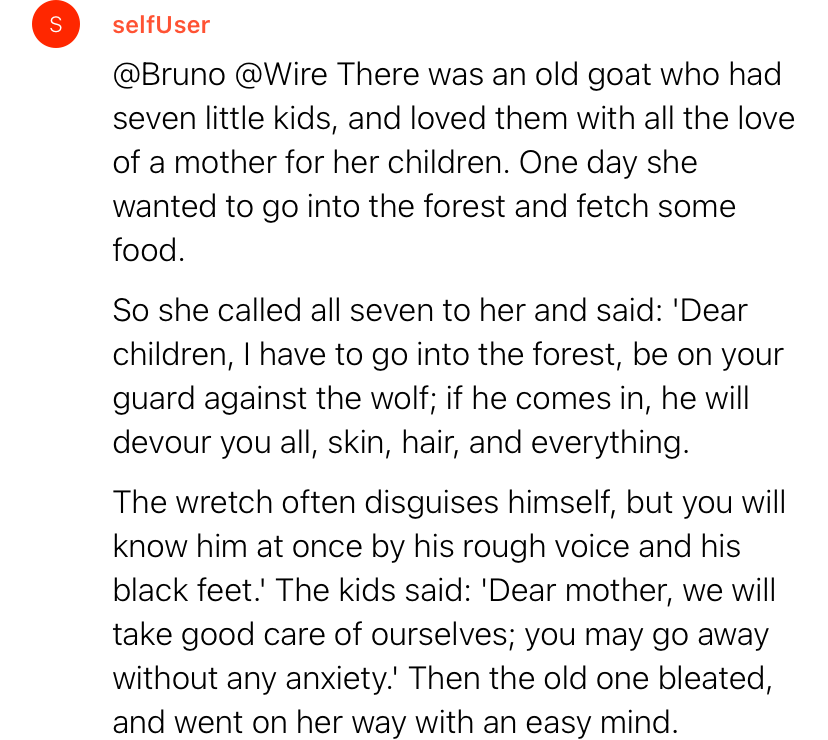 S
selfUser
@Bruno @Wire There was an old goat who had
seven little kids, and loved them with all the love
of a mother for her children. One day she
wanted to go into the forest and fetch some
food.
So she called all seven to her and said: 'Dear
children, I have to go into the forest, be on your
guard against the wolf; if he comes in, he will
devour you all, skin, hair, and everything.
The wretch often disguises himself, but you will
know him at once by his rough voice and his
black feet.' The kids said: 'Dear mother, we will
take good care of ourselves; you may go away
without any anxiety.' Then the old one bleated,
and went on her way with an easy mind.